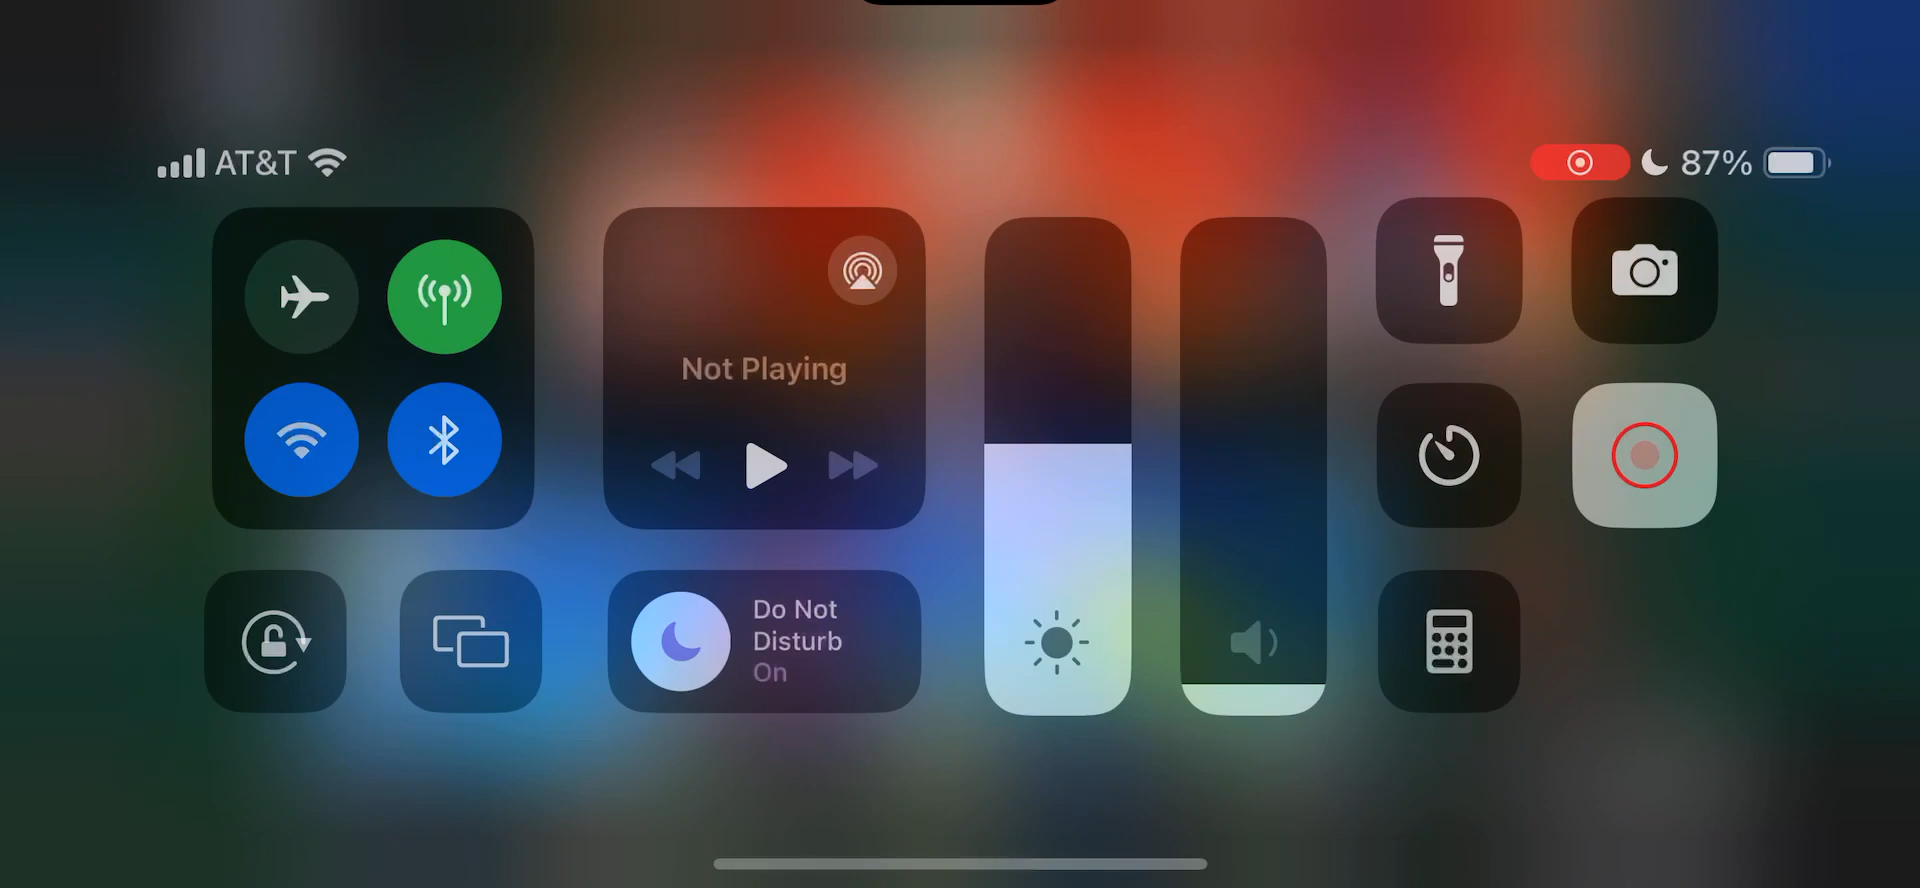 AT&T
87%
Not Playing
Do Not
Disturb
On